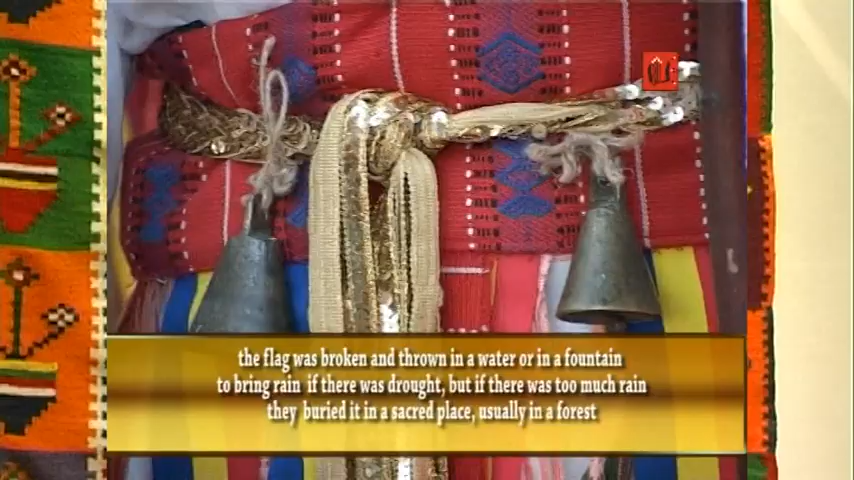 the flag was broken and thrown in a water or in a fountain
to bring rain if there was drought, but if there was too much rain
they buried it in a sacred place, usually in a forest